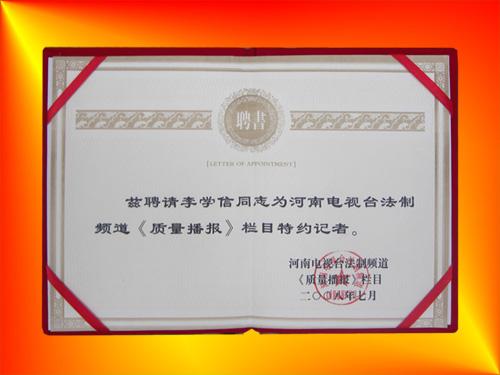 聘書
[LETTER OF APPOINTMENT]
兹聘请李学信同志为河南电视台法制
频道《质量播报》栏目特约记者。
河南电视台法制频道
《质量播报》栏目
二〇〇八年七月